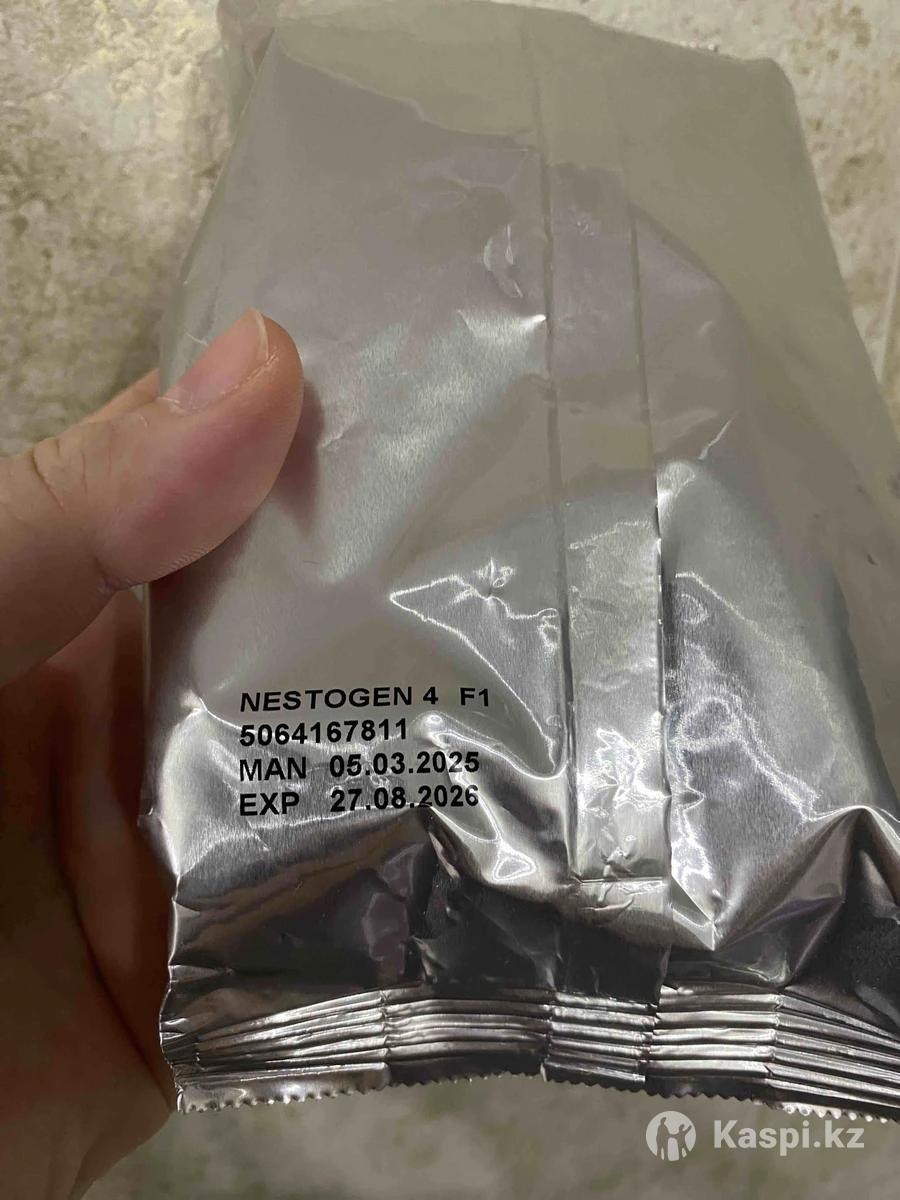 NESTOGEN 4 F1
5064167811
MAN 05.03.2025
EXP 27.08.2026
Kaspi.kz